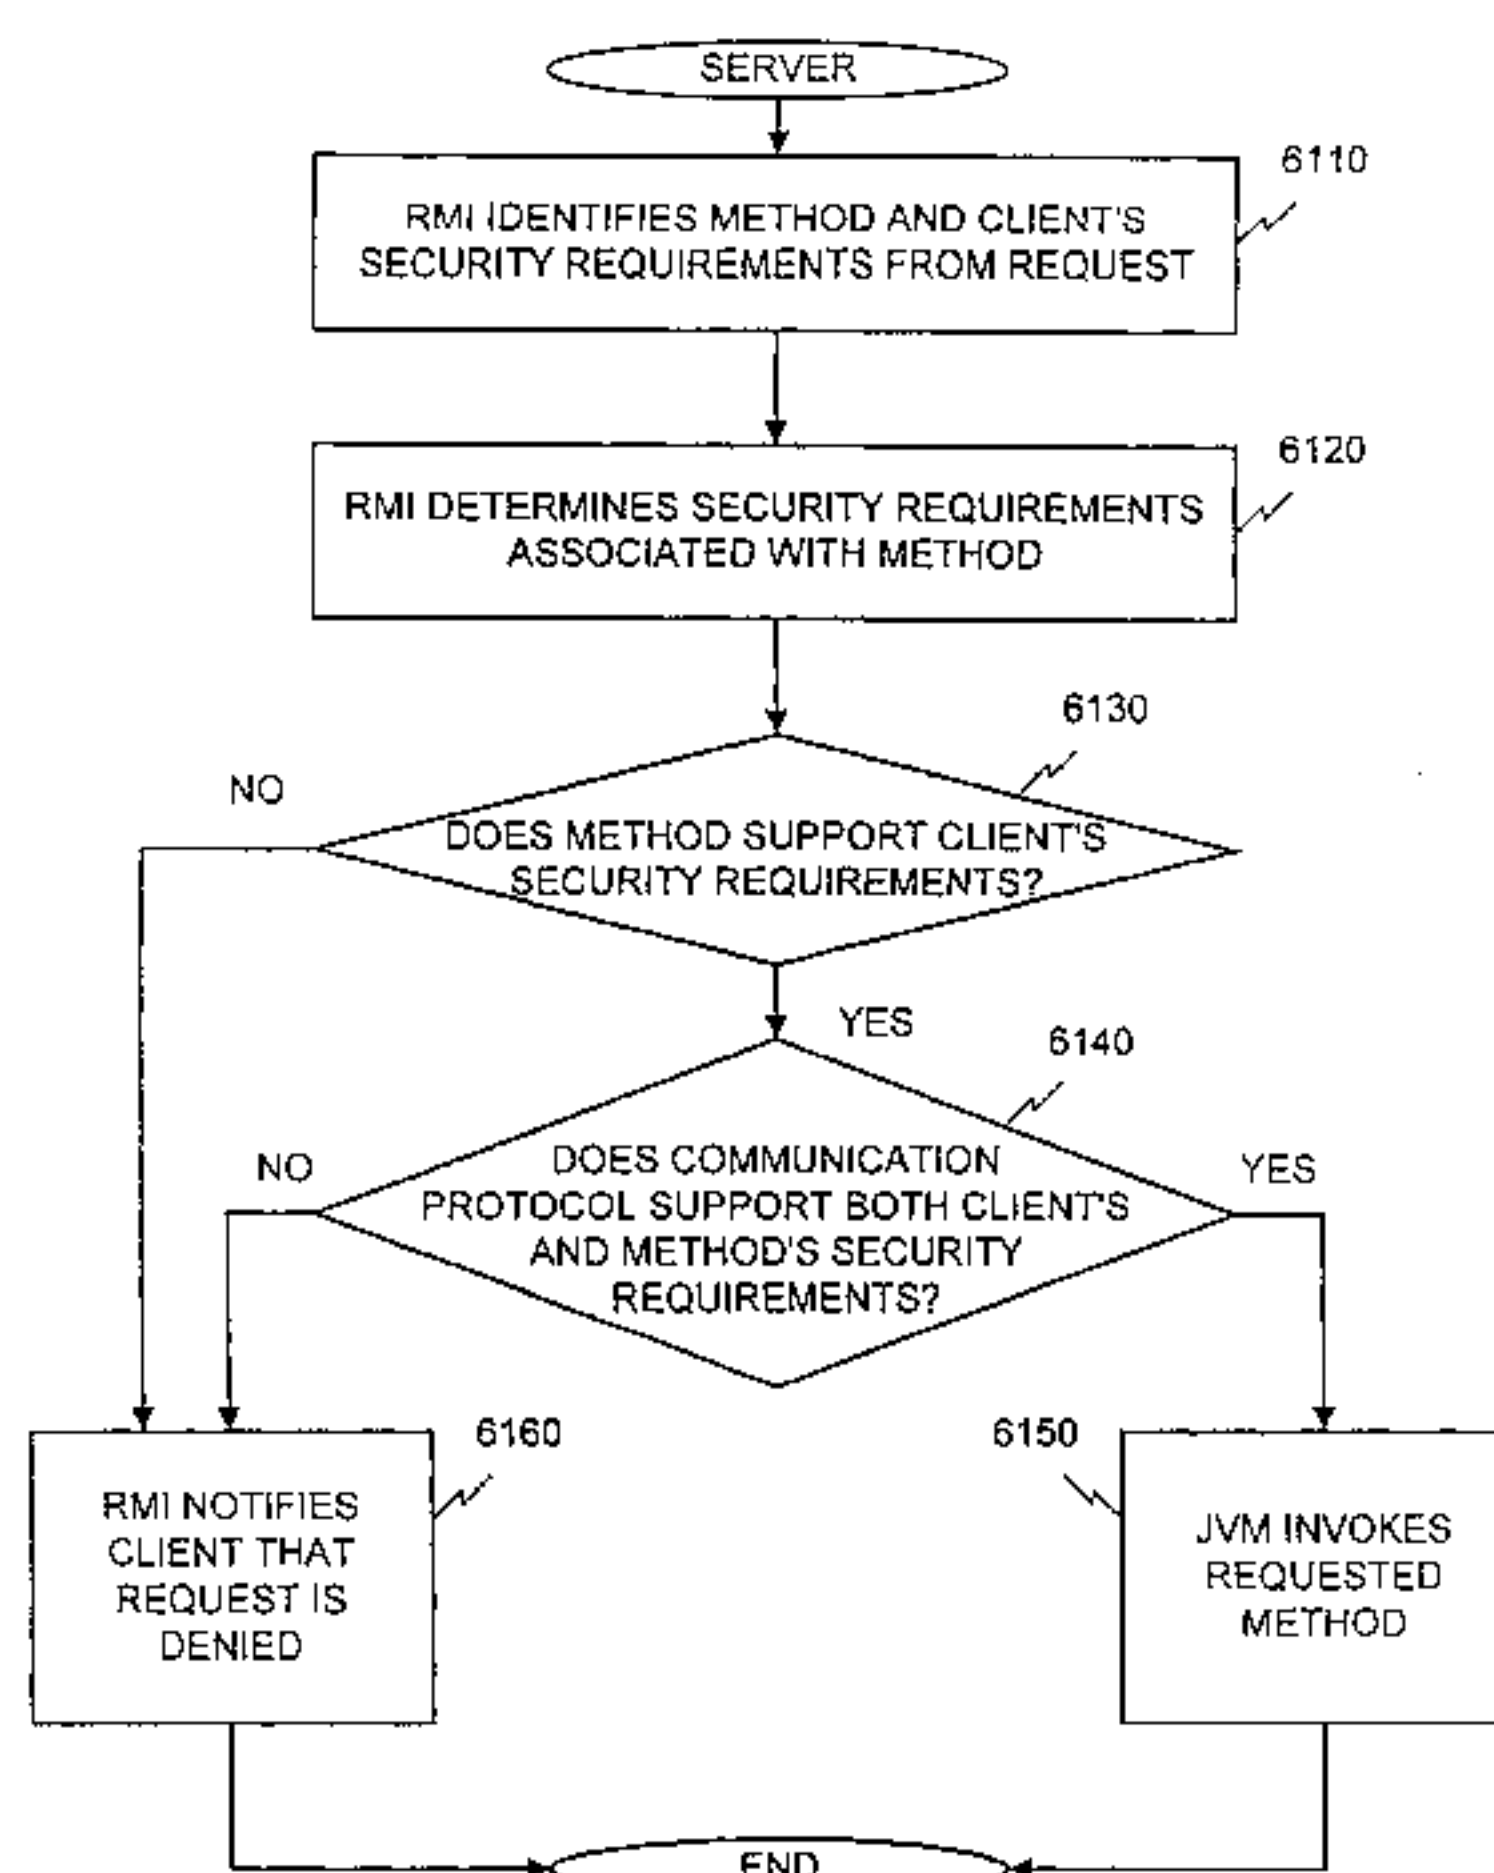 SERVER
6110
RMI IDENTIFIES METHOD AND CLIENT'S
SECURITY REQUIREMENTS FROM REQUEST
6120
RMI DETERMINES SECURITY REQUIREMENTS
ASSOCIATED WITH METHOD
6130
NO
DOES METHOD SUPPORT CLIENT'S
SECURITY REQUIREMENTS?
YES
6140
NO
DOES COMMUNICATION
PROTOCOL SUPPORT BOTH CLIENT'S
AND METHOD'S SECURITY
REQUIREMENTS?
YES
6160
RMI NOTIFIES
CLIENT THAT
REQUEST IS
DENIED
6150
JVM INVOKES
REQUESTED
METHOD
END